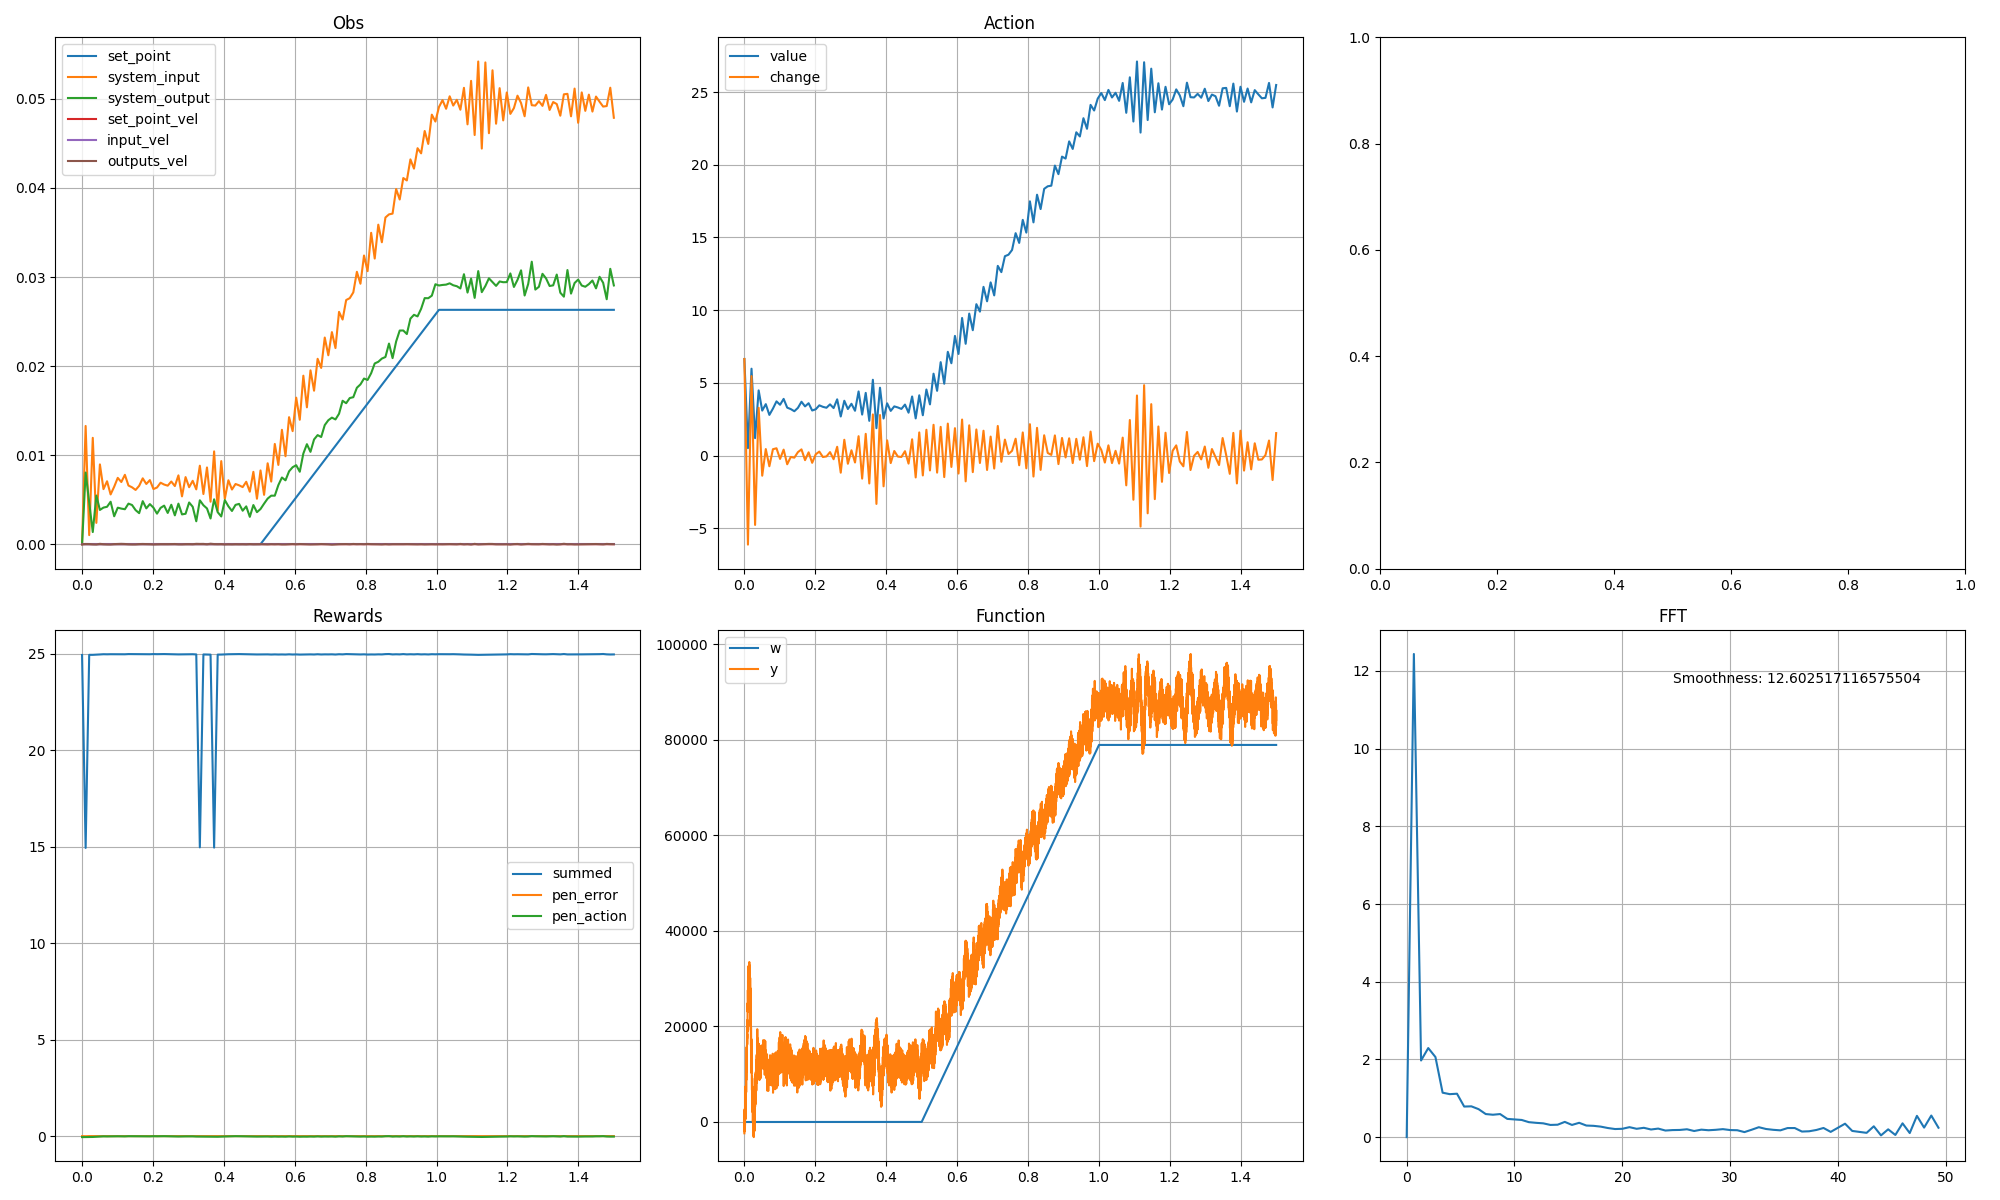 Obs
set_point
system_input
system_output
set_point_vel
input_vel
outputs_vel
0.05
0.04
0.03
0.02
0.01
0.00
0.0 0.2 0.4 0.6 0.8 1.0 1.2 1.4
Action
value
change
25
20
15
10
5
0
−5
0.0 0.2 0.4 0.6 0.8 1.0 1.2 1.4
1.0
0.8
0.6
0.4
0.2
0.0
0.0 0.2 0.4 0.6 0.8 1.0
Rewards
25
20
15
10
5
0
summed
pen_error
pen_action
0.0 0.2 0.4 0.6 0.8 1.0 1.2 1.4
Function
w
y
100000
80000
60000
40000
20000
0
0.0 0.2 0.4 0.6 0.8 1.0 1.2 1.4
FFT
Smoothness: 12.602517116575504
12
10
8
6
4
2
0
0 10 20 30 40 50